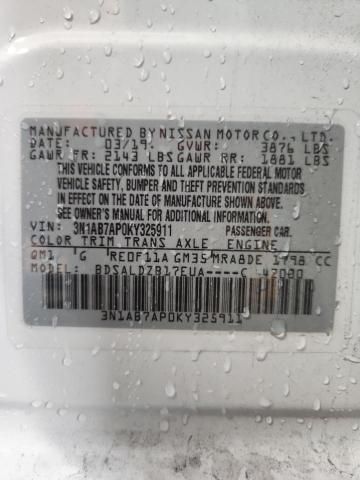 MANUFACTURED BY NISSAN MOTOR CO., LTD.
DATE: 03/19. GVWR: 3876 LBS
GAWR FR: 2143 LBS GAWR RR: 1881 LBS
THIS VEHICLE CONFORMS TO ALL APPLICABLE FEDERAL MOTOR
VEHICLE SAFETY, BUMPER AND THEFT PREVENTION STANDARDS
IN EFFECT ON THE DATE OF MANUFACTURE SHOWN ABOVE.
SEE OWNER'S MANUAL FOR ADDITIONAL INFORMATION.
VIN: 3N1AB7AP0KY325911 PASSENGER CAR.
COLOR TRIM TRANS AXLE ENGINE
QM1 G RE0F11A GM35 MRA8DE 1798 CC
MODEL: BDSALDZB17EUA----C 42000
3N1AB7AP0KY325911